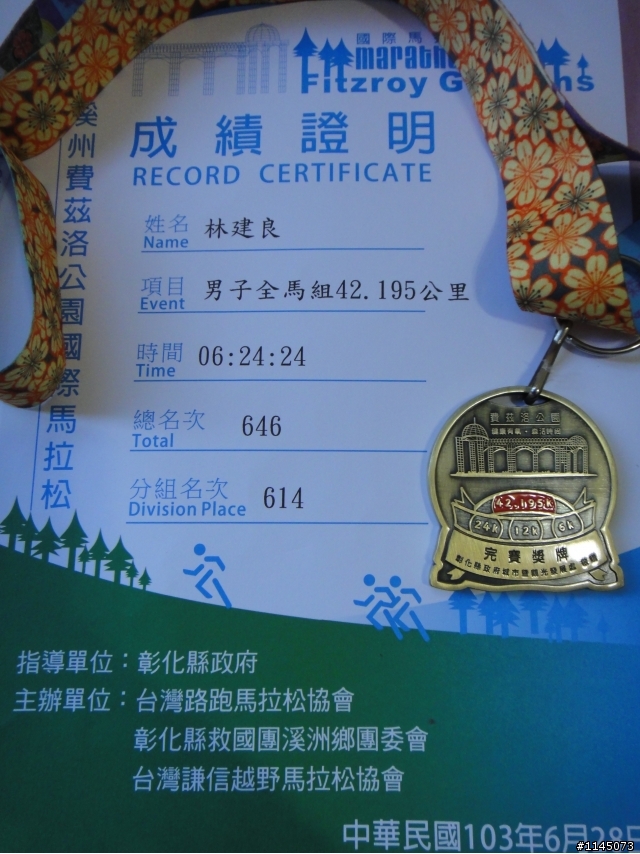 國際馬
marath
Fitzroy G
ns
成績證明
RECORD CERTIFICATE
溪州費茲洛公園國際馬拉松
姓名 林建良
Name
項目 男子全馬組42.195公里
Event
時間 06:24:24
Time
總名次 646
Total
分組名次 614
Division Place
費茲洛公園
42.195K
24K 12K 6K
完賽獎牌
指導單位：彰化縣政府
主辦單位：台灣路跑馬拉松協會
彰化縣救國團溪洲鄉團委會
台灣謙信越野馬拉松協會
中華民國103年6月28日
#1145073